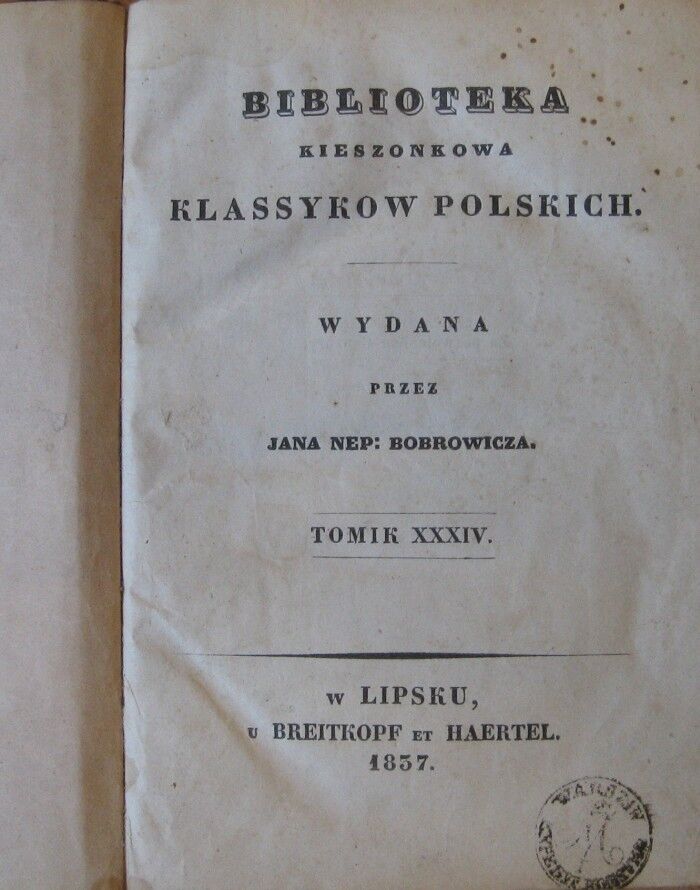 BIBLIOTEKA
KIESZONKOWA
KLASSYKOW POLSKICH.
WYDANA
PRZEZ
JANA NEP: BOBROWICZA.
TOMIK XXXIV.
W LIPSKU,
U BREITKOPF ET HAERTEL.
1837.